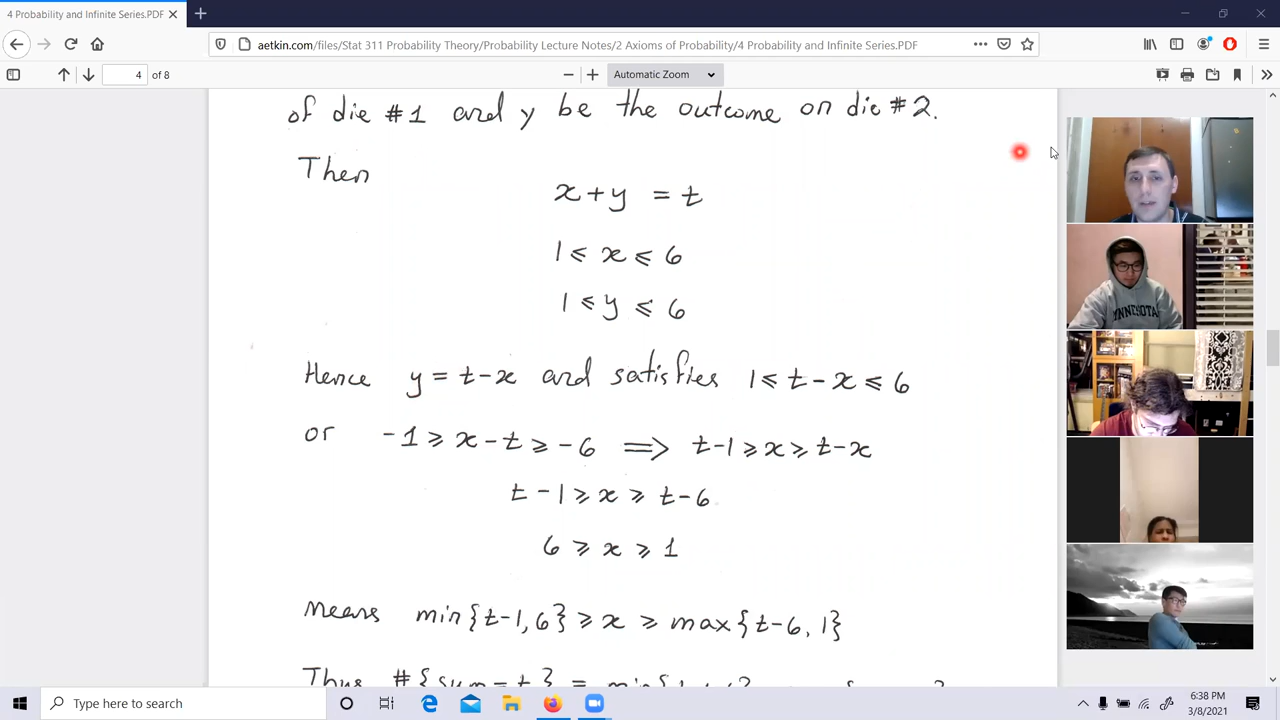 4 Probability and Infinite Series.PDF
aetkin.com/files/Stat 311 Probability Theory/Probability Lecture Notes/2 Axioms of Probability/4 Probability and Infinite Series.PDF
4 of 8
Automatic Zoom
of die #1 and y be the outcome on die #2.
Then
x+y = t
1 ⩽ x ⩽ 6
1 ⩽ y ⩽ 6
Hence y = t-x and satisfies 1 ⩽ t - x ⩽ 6
or -1 ⩾ x - t ⩾ -6 ⟹ t-1 ⩾ x ⩾ t-x
t - 1 ⩾ x ⩾ t-6
6 ⩾ x ⩾ 1
Means min{t-1, 6} ⩾ x ⩾ max{t-6, 1}
Thus #{sum = t} =
Type here to search
6:38 PM
3/8/2021